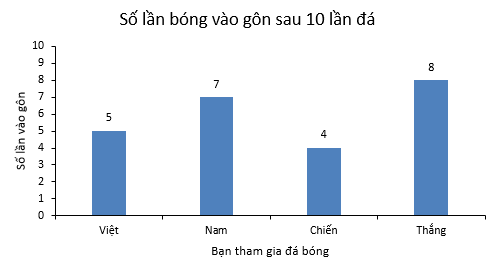 Số lần bóng vào gôn sau 10 lần đá
Số lần vào gôn
10
9
8
7
6
5
4
3
2
1
0
5
7
4
8
Việt
Nam
Chiến
Thắng
Bạn tham gia đá bóng